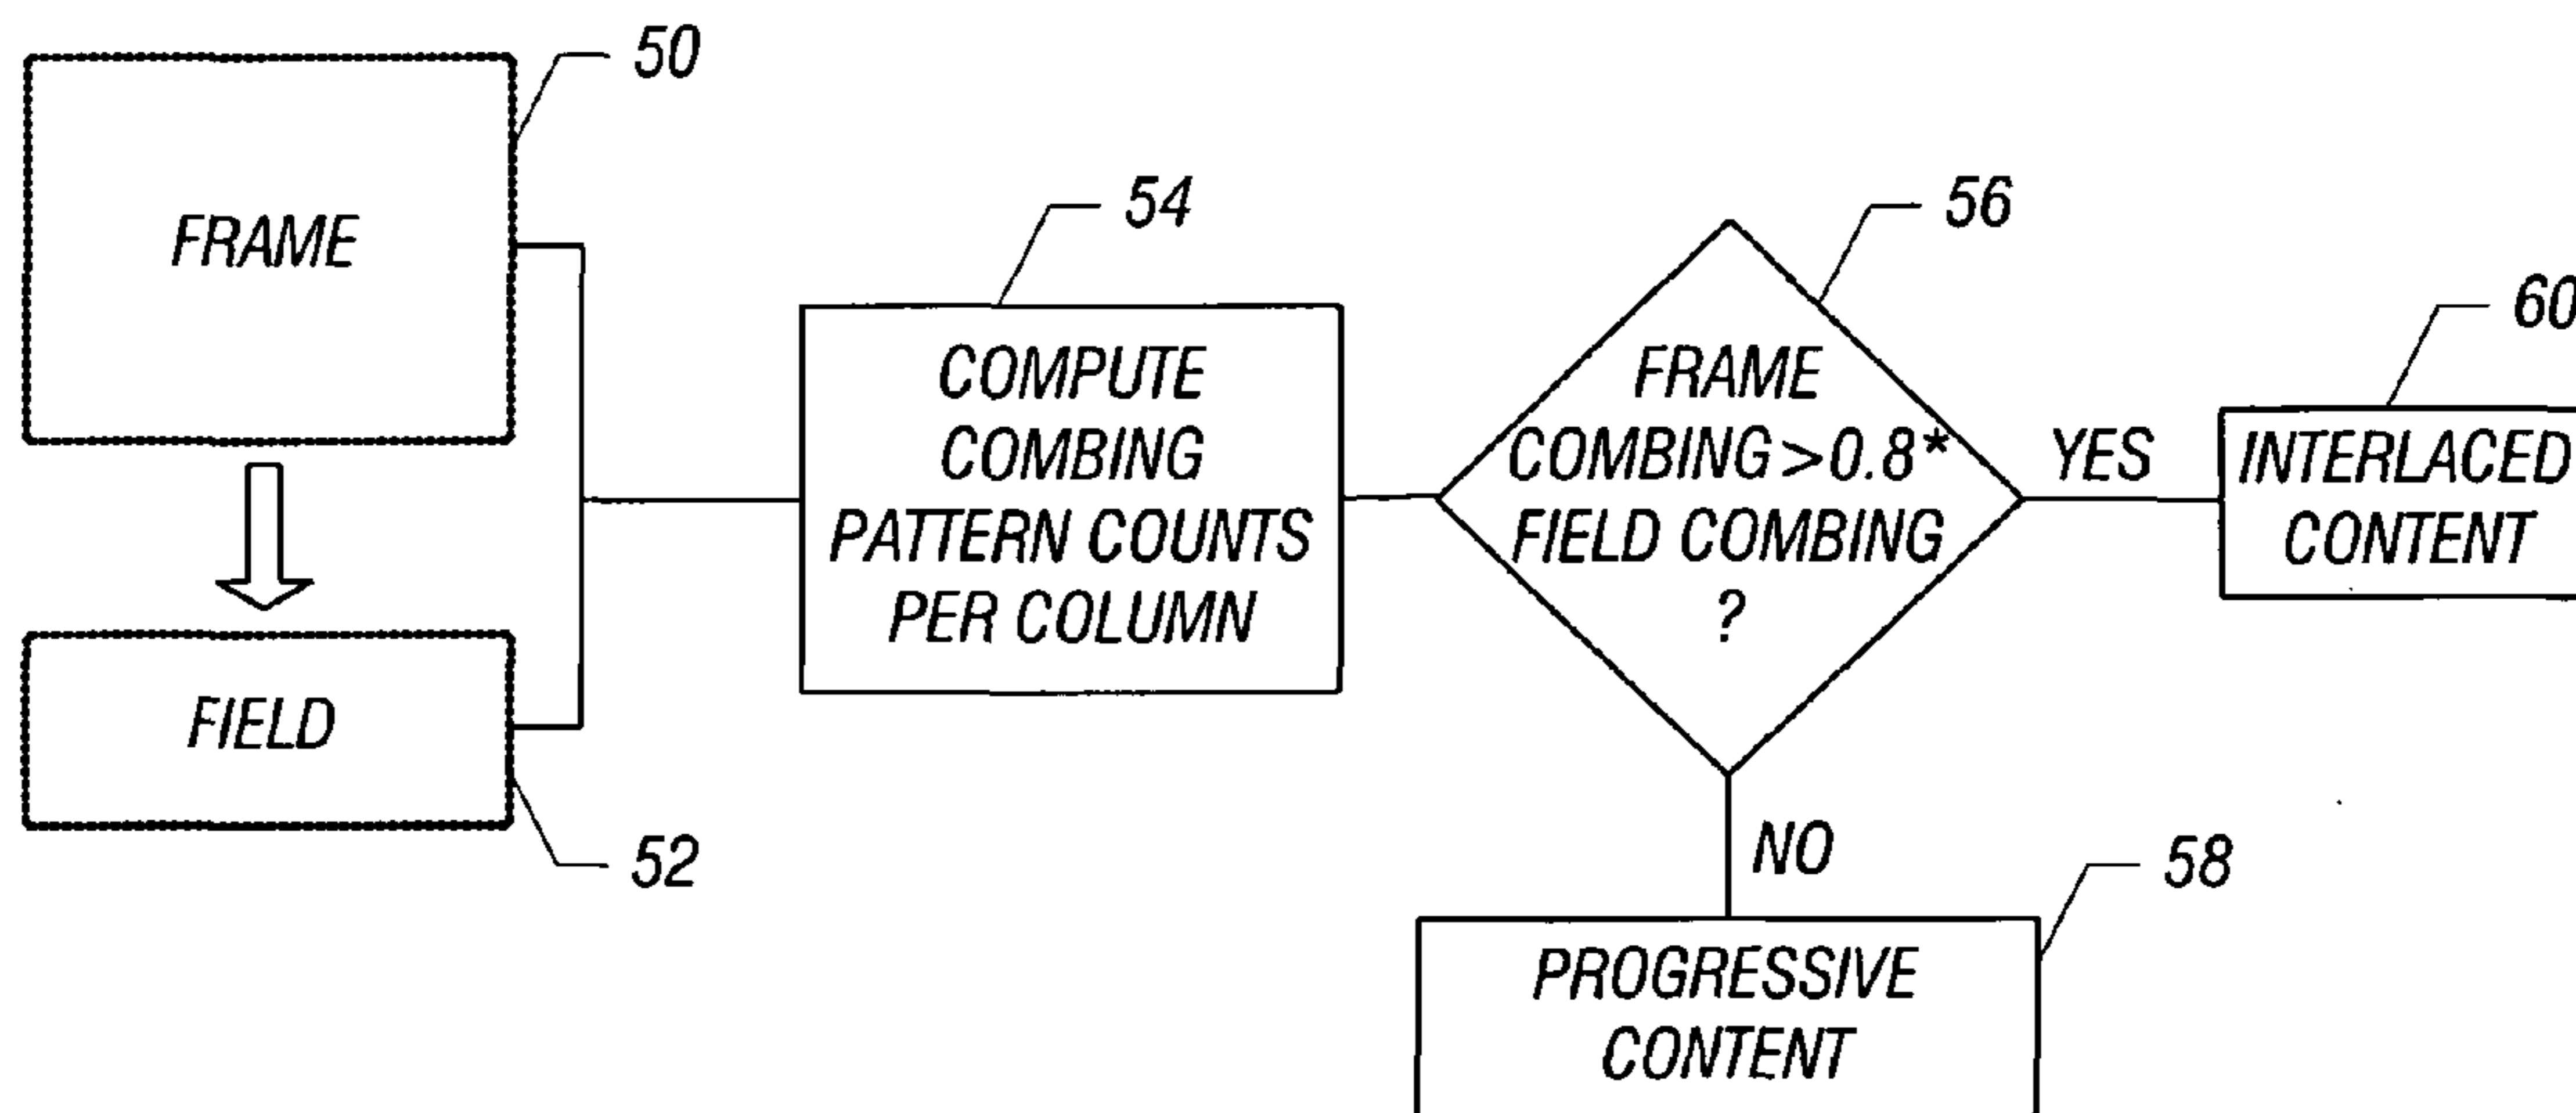 50
FRAME
FIELD
52
54
COMPUTE
COMBING
PATTERN COUNTS
PER COLUMN
56
FRAME
COMBING>0.8*
FIELD COMBING
?
YES
60
INTERLACED
CONTENT
NO
58
PROGRESSIVE
CONTENT